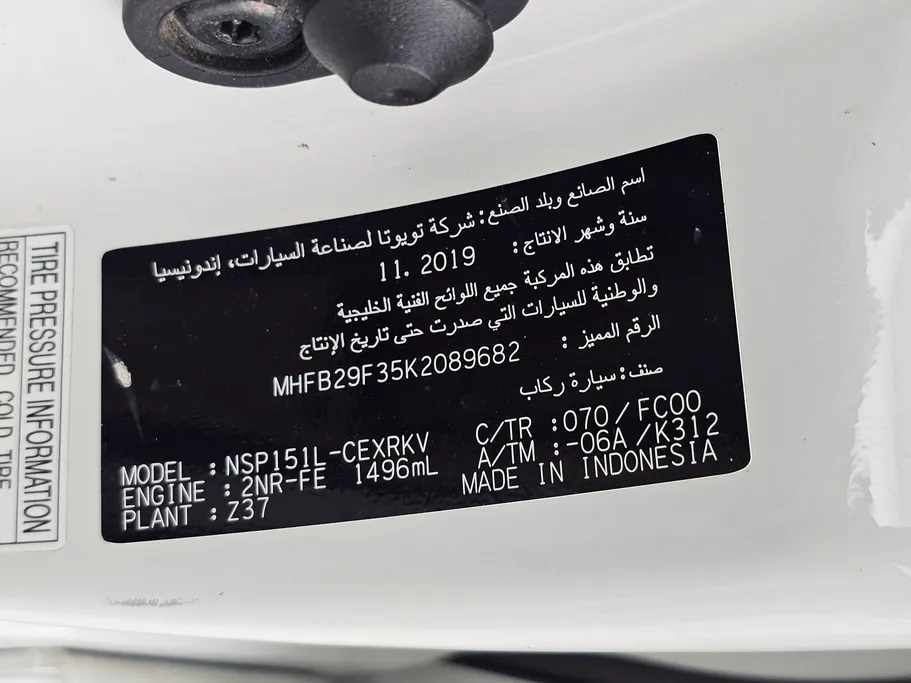 اسم الصانع وبلد الصنع: شركة تويوتا لصناعة السيارات، إندونيسيا
سنة وشهر الانتاج: 11. 2019
تطابق هذه المركبة جميع اللوائح الفنية الخليجية
والوطنية للسيارات التي صدرت حتى تاريخ الإنتاج
الرقم المميز : MHFB29F35K2089682
صنف: سيارة ركاب
MODEL : NSP151L-CEXRKV C/TR : 070 / FC00
ENGINE : 2NR-FE 1496mL A/TM : -06A / K312
PLANT : Z37 MADE IN INDONESIA
TIRE PRESSURE INFORMATION
RECOMMENDED COLD TIRE